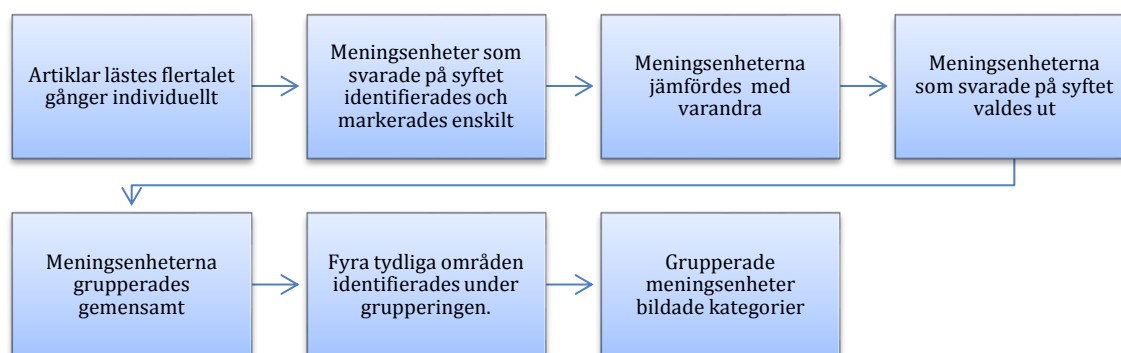 Artiklar lästes flertalet
gånger individuellt
Meningsenheter som
svarade på syftet
identifierades och
markerades enskilt
Meningsenheterna
jämfördes  med
varandra
Meningsenheterna
som svarade på syftet
valdes ut
Meningsenheterna
grupperades
gemensamt
Fyra tydliga områden
identifierades under
grupperingen.
Grupperade
meningsenheter
bildade kategorier